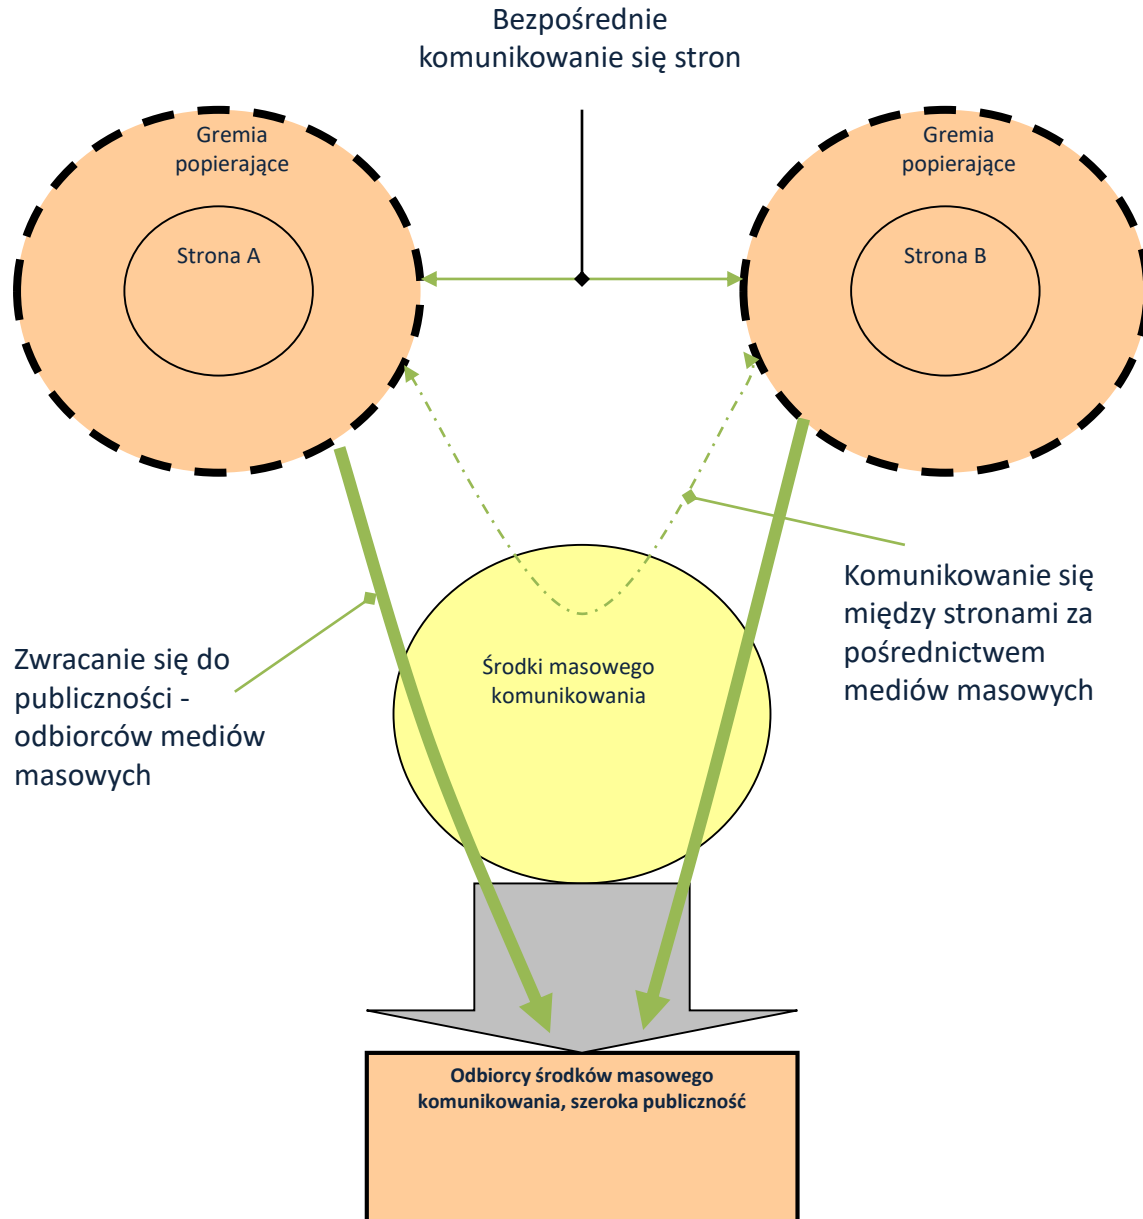 Bezpośrednie
komunikowanie się stron
Gremia
popierające
Strona A
Gremia
popierające
Strona B
Komunikowanie się
między stronami za
pośrednictwem
mediów masowych
Zwracanie się do
publiczności -
odbiorców mediów
masowych
Środki masowego
komunikowania
Odbiorcy środków masowego
komunikowania, szeroka publiczność